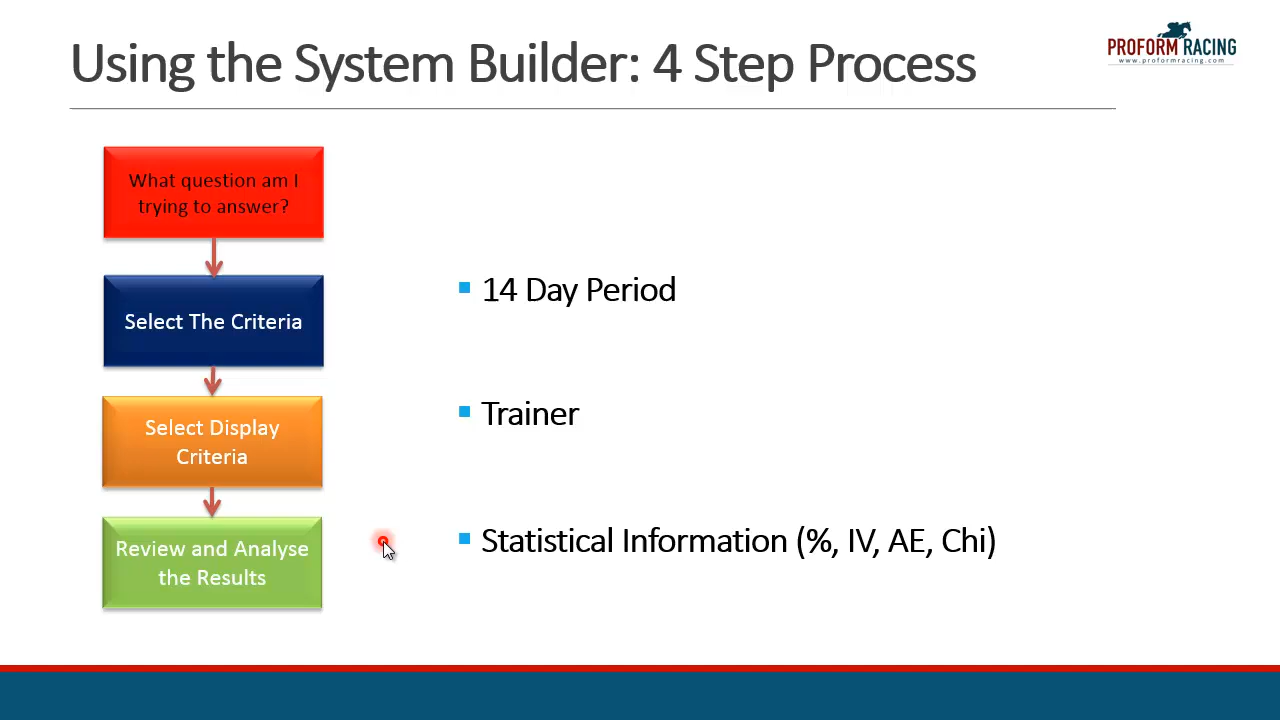 Using the System Builder: 4 Step Process
PROFORM RACING
www.proformracing.com
What question am I
trying to answer?
Select The Criteria
14 Day Period
Select Display
Criteria
Trainer
Review and Analyse
the Results
Statistical Information (%, IV, AE, Chi)